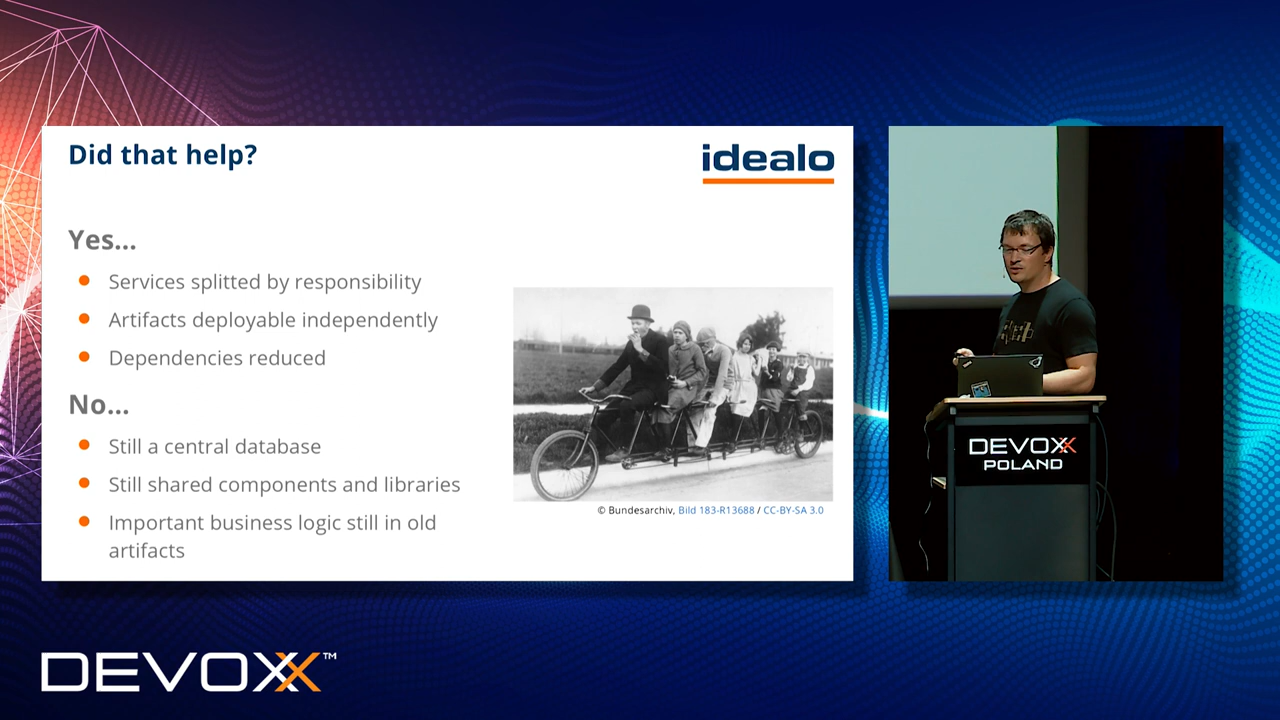 Did that help?
idealo
Yes...
Services splitted by responsibility
Artifacts deployable independently
Dependencies reduced
No...
Still a central database
Still shared components and libraries
Important business logic still in old
artifacts
© Bundesarchiv, Bild 183-R13688 / CC-BY-SA 3.0
DEVOXX
POLAND
DEVOXX™